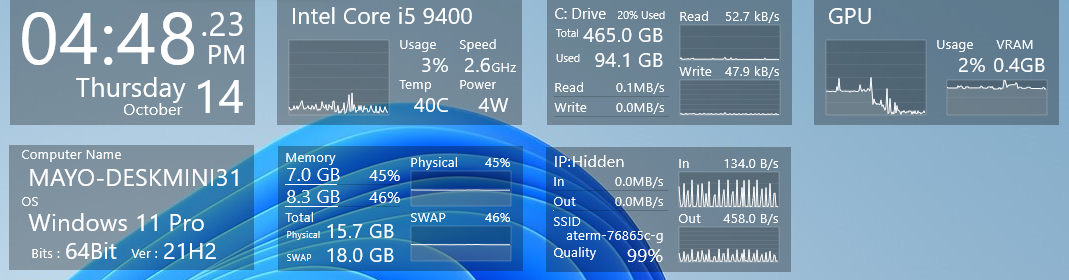 04:48.23 PM
Thursday
October 14
Intel Core i5 9400
Usage Speed
3% 2.6GHz
Temp Power
40C 4W
C: Drive 20% Used
Total 465.0 GB
Used 94.1 GB
Read 0.1MB/s
Write 0.0MB/s
Read 52.7 kB/s
Write 47.9 kB/s
GPU
Usage VRAM
2% 0.4GB
Computer Name
MAYO-DESKMINI31
OS
Windows 11 Pro
Bits : 64Bit Ver : 21H2
Memory
7.0 GB 45%
8.3 GB 46%
Total
Physical 15.7 GB
SWAP 18.0 GB
Physical 45%
SWAP 46%
IP:Hidden
In 0.0MB/s
Out 0.0MB/s
SSID
aterm-76865c-g
Quality 99%
In 134.0 B/s
Out 458.0 B/s